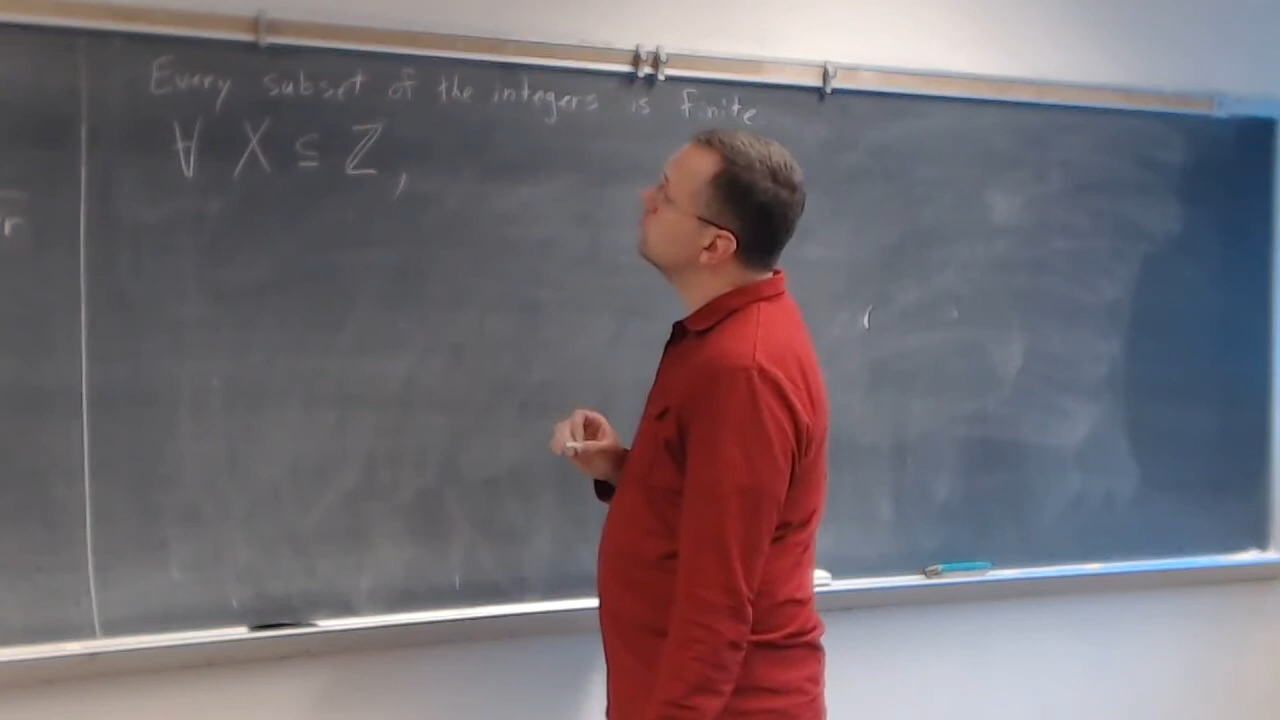 Every subset of the integers is finite
∀ X ⊆ ℤ,
r